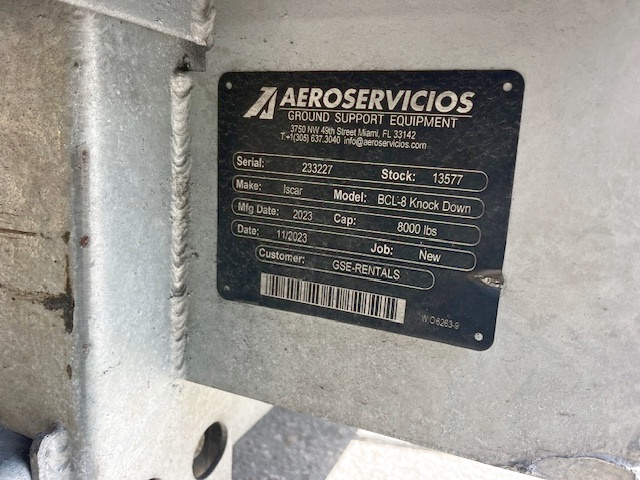 AEROSERVICIOS
GROUND SUPPORT EQUIPMENT
3750 NW 49th Street Miami, FL 33142
T:+1(305) 637.3040 info@aeroservicios.com
Serial: 233227 Stock: 13577
Make: Iscar Model: BCL-8 Knock Down
Mfg Date: 2023 Cap: 8000 lbs
Date: 11/2023 Job: New
Customer: GSE-RENTALS
W O6263-9